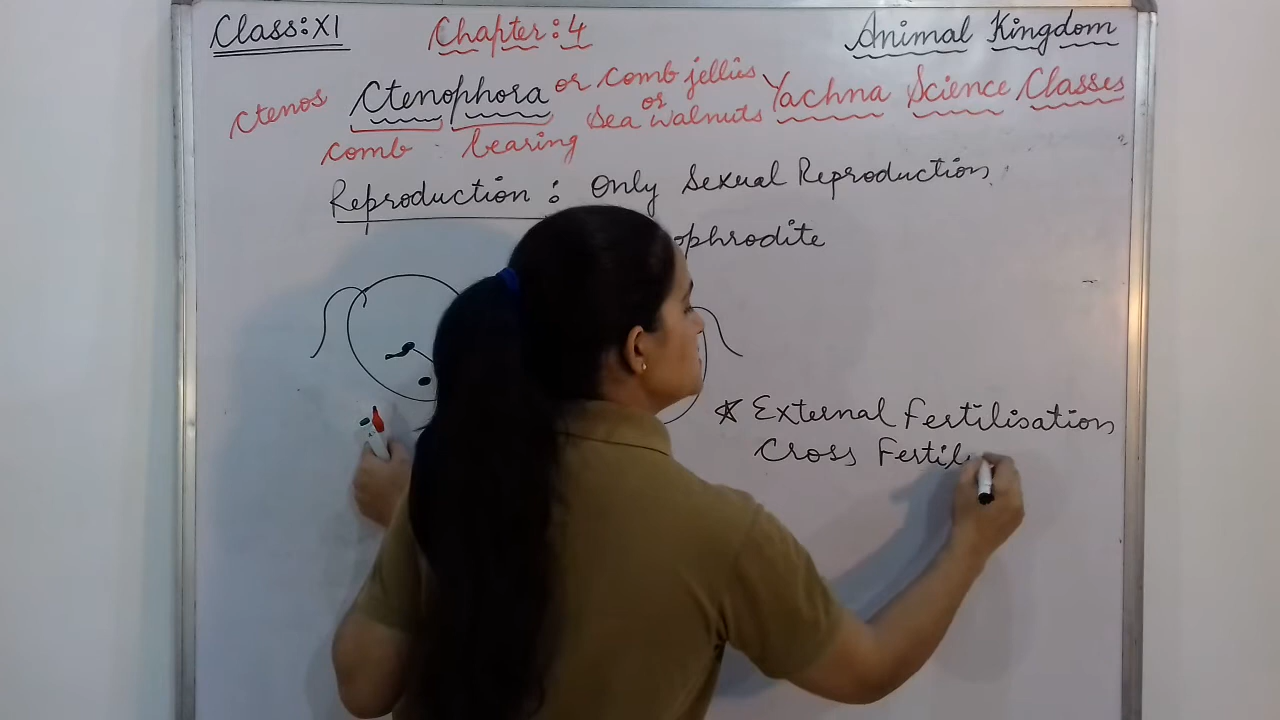 Class:XI Chapter:4 Animal Kingdom
ctenos Ctenophora or Comb jellies Yachna Science Classes
or
Sea walnuts
comb bearing
Reproduction: Only Sexual Reproduction
ophrodite
* External Fertilisation
Cross Fertil